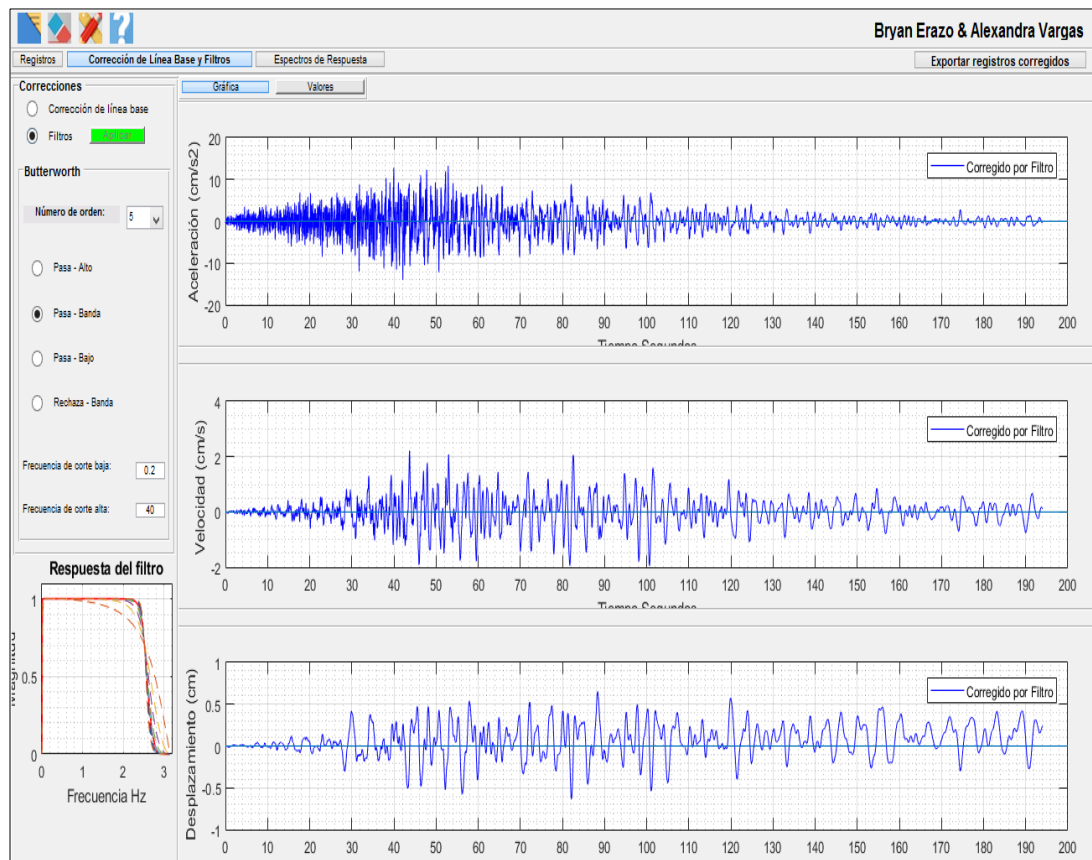 Bryan Erazo & Alexandra Vargas
Registros
Corrección de Línea Base y Filtros
Espectros de Respuesta
Exportar registros corregidos
Correcciones
Corrección de línea base
Filtros
Butterworth
Número de orden:
5
Pasa - Alto
Pasa - Banda
Pasa - Bajo
Rechaza - Banda
Frecuencia de corte baja:
0.2
Frecuencia de corte alta:
40
Respuesta del filtro
Magnitud
1
0.5
0
0 1 2 3
Frecuencia Hz
Gráfica
Valores
Aceleración (cm/s2)
20
10
0
-10
-20
Corregido por Filtro
0 10 20 30 40 50 60 70 80 90 100 110 120 130 140 150 160 170 180 190 200
Tiempo Segundos
Velocidad (cm/s)
4
2
0
-2
Corregido por Filtro
0 10 20 30 40 50 60 70 80 90 100 110 120 130 140 150 160 170 180 190 200
Tiempo Segundos
Desplazamiento (cm)
1
0.5
0
-0.5
-1
Corregido por Filtro
0 10 20 30 40 50 60 70 80 90 100 110 120 130 140 150 160 170 180 190 200